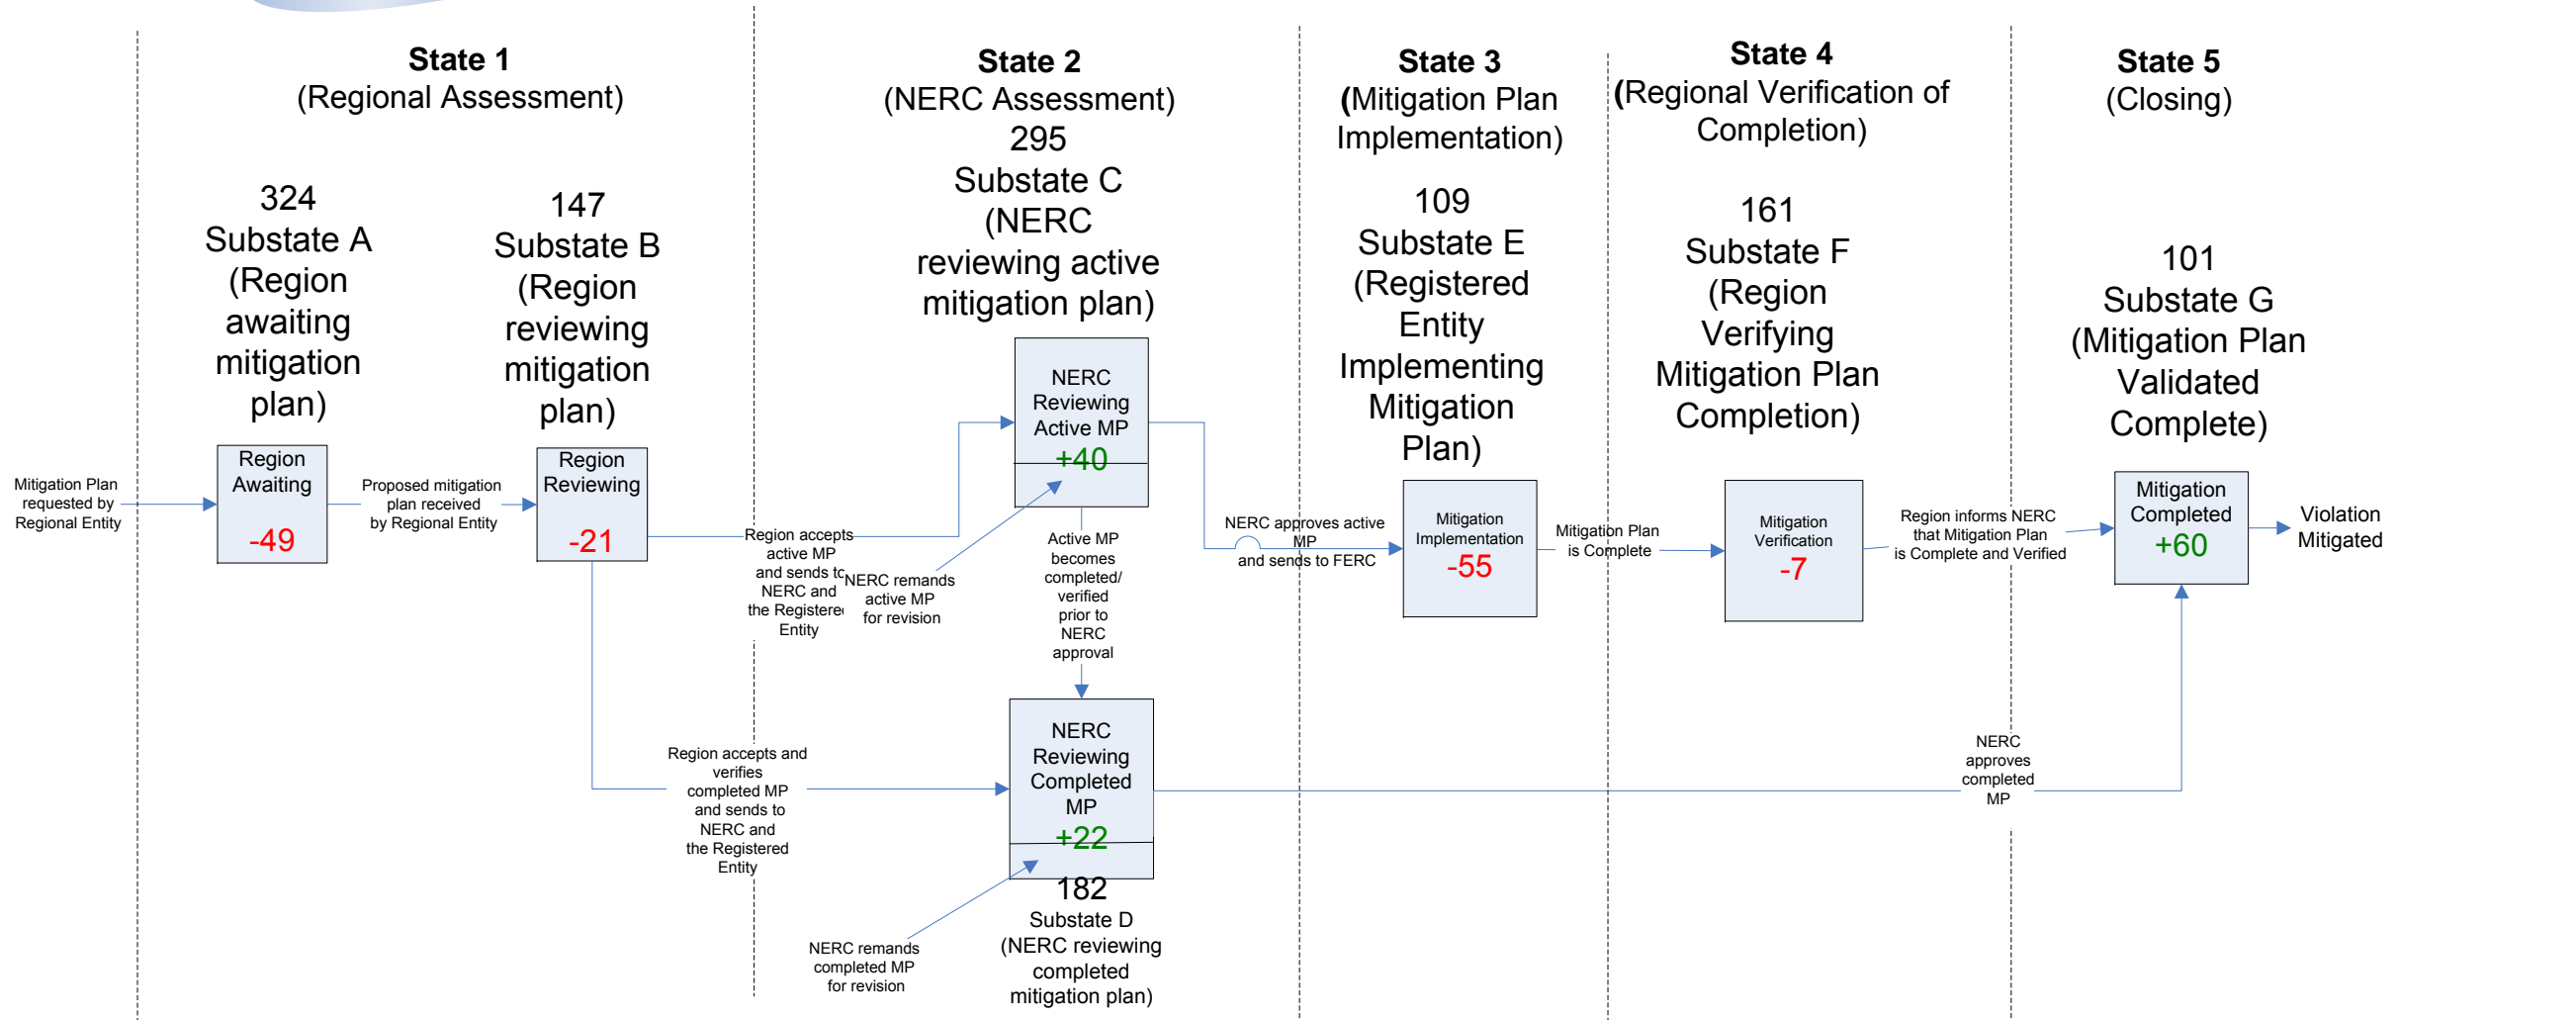 State 1
(Regional Assessment)
324
Substate A
(Region
awaiting
mitigation
plan)
147
Substate B
(Region
reviewing
mitigation
plan)
Mitigation Plan
requested by
Regional Entity
Region
Awaiting
-49
Proposed mitigation
plan received
by Regional Entity
Region
Reviewing
-21
Region accepts
active MP
and sends to
NERC and
the Registered
Entity
Region accepts and
verifies
completed MP
and sends to
NERC and
the Registered
Entity
State 2
(NERC Assessment)
295
Substate C
(NERC
reviewing active
mitigation plan)
NERC
Reviewing
Active MP
+40
NERC remands
active MP
for revision
Active MP
becomes
completed/
verified
prior to
NERC
approval
NERC
Reviewing
Completed
MP
+22
182
Substate D
(NERC reviewing
completed
mitigation plan)
NERC remands
completed MP
for revision
NERC approves active
MP
and sends to FERC
State 3
(Mitigation Plan
Implementation)
109
Substate E
(Registered
Entity
Implementing
Mitigation
Plan)
Mitigation
Implementation
-55
Mitigation Plan
is Complete
State 4
(Regional Verification of
Completion)
161
Substate F
(Region
Verifying
Mitigation Plan
Completion)
Mitigation
Verification
-7
Region informs NERC
that Mitigation Plan
is Complete and Verified
NERC
approves
completed
MP
State 5
(Closing)
101
Substate G
(Mitigation Plan
Validated
Complete)
Mitigation
Completed
+60
Violation
Mitigated